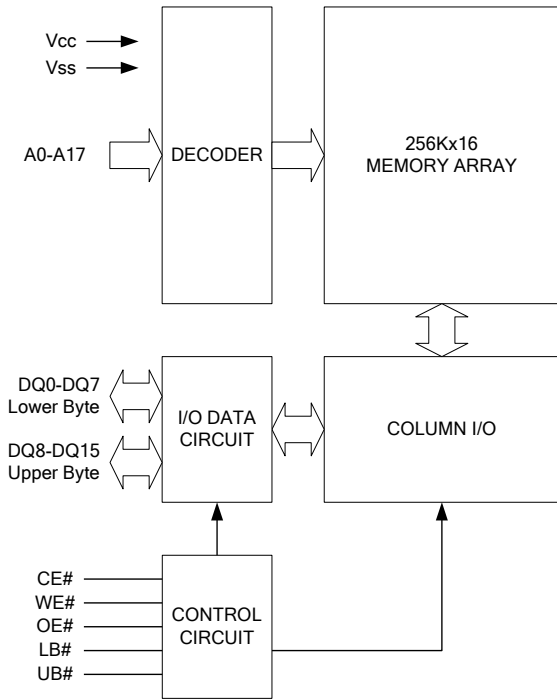 Vcc
Vss
A0-A17
DECODER
256Kx16
MEMORY ARRAY
DQ0-DQ7
Lower Byte
DQ8-DQ15
Upper Byte
I/O DATA
CIRCUIT
COLUMN I/O
CE#
WE#
OE#
LB#
UB#
CONTROL
CIRCUIT